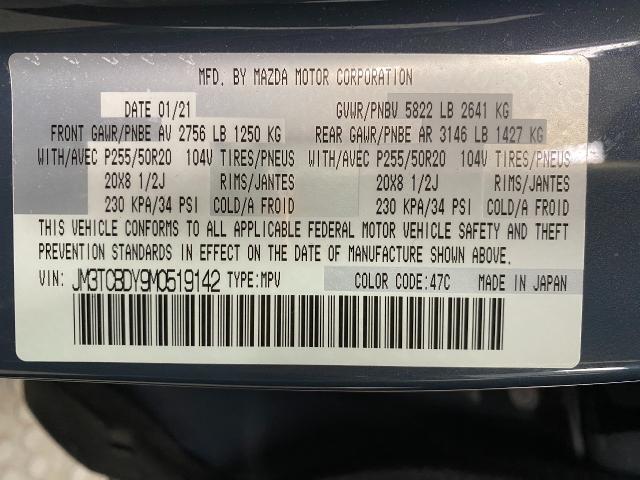 MFD. BY MAZDA MOTOR CORPORATION
DATE 01/21 GVWR/PNBV 5822 LB 2641 KG
FRONT GAWR/PNBE AV 2756 LB 1250 KG REAR GAWR/PNBE AR 3146 LB 1427 KG
WITH/AVEC P255/50R20 104V TIRES/PNEUS WITH/AVEC P255/50R20 104V TIRES/PNEUS
20X8 1/2J RIMS/JANTES 20X8 1/2J RIMS/JANTES
230 KPA/34 PSI COLD/A FROID 230 KPA/34 PSI COLD/A FROID
THIS VEHICLE CONFORMS TO ALL APPLICABLE FEDERAL MOTOR VEHICLE SAFETY AND THEFT
PREVENTION STANDARDS IN EFFECT ON THE DATE OF MANUFACTURE SHOWN ABOVE.
VIN: JM3TCBDY9M0519142 TYPE:MPV COLOR CODE:47C MADE IN JAPAN